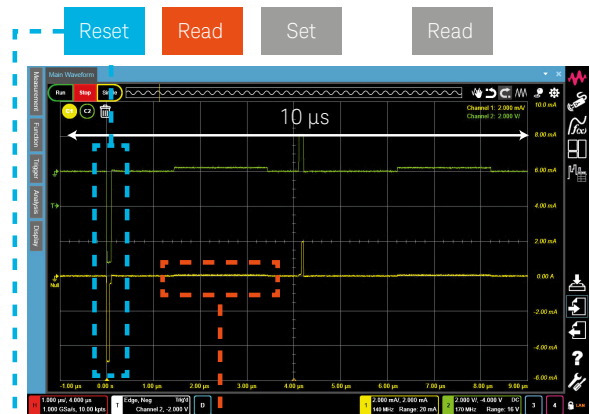 Reset Read Set Read
Main Waveform
Run Stop Single
C1 C2
10 µs
Channel 1: 2.000 mA/
Channel 2: 2.000 V/
10.0 mA
8.00 mA
6.00 mA
4.00 mA
2.00 mA
0.00 A
-2.00 mA
-4.00 mA
-6.00 mA
T
Null
Measurement
Function
Trigger
Analysis
Display
f(x)
-1.00 µs 0.00 s 1.00 µs 2.00 µs 3.00 µs 4.00 µs 5.00 µs 6.00 µs 7.00 µs 8.00 µs 9.00 µs
H 1.000 µs/, 4.000 µs
1.000 GSa/s, 10.00 kpts
T Edge, Neg Trig'd
Channel 2, -2.000 V
D
1 2.000 mA/, 2.000 mA
140 MHz Range: 20 mA
2 2.000 V/, -4.000 V DC
170 MHz Range: 16 V
3
4
?
LAN